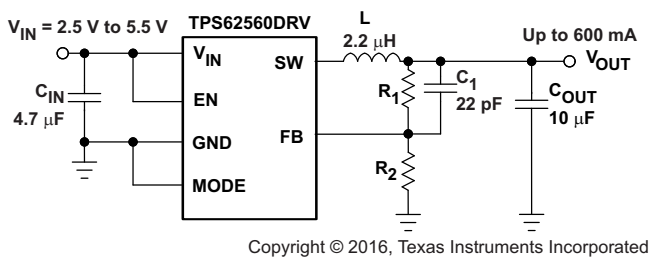 V_IN = 2.5 V to 5.5 V
TPS62560DRV
L
2.2 μH
Up to 600 mA
V_IN
SW
V_OUT
C_IN
4.7 μF
EN
R_1
C_1
22 pF
C_OUT
10 μF
GND
FB
MODE
R_2
Copyright © 2016, Texas Instruments Incorporated